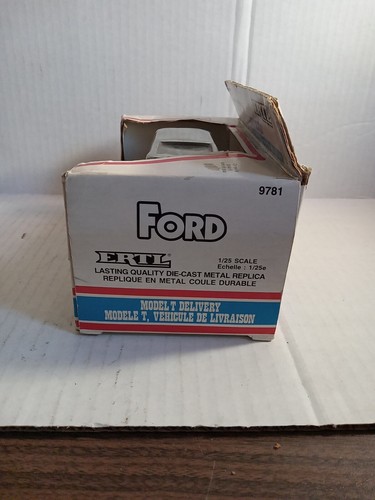 9781
FORD
ERTL
1/25 SCALE
Echelle : 1/25e
LASTING QUALITY DIE-CAST METAL REPLICA
REPLIQUE EN METAL COULE DURABLE
MODEL T DELIVERY
MODELE T, VEHICULE DE LIVRAISON